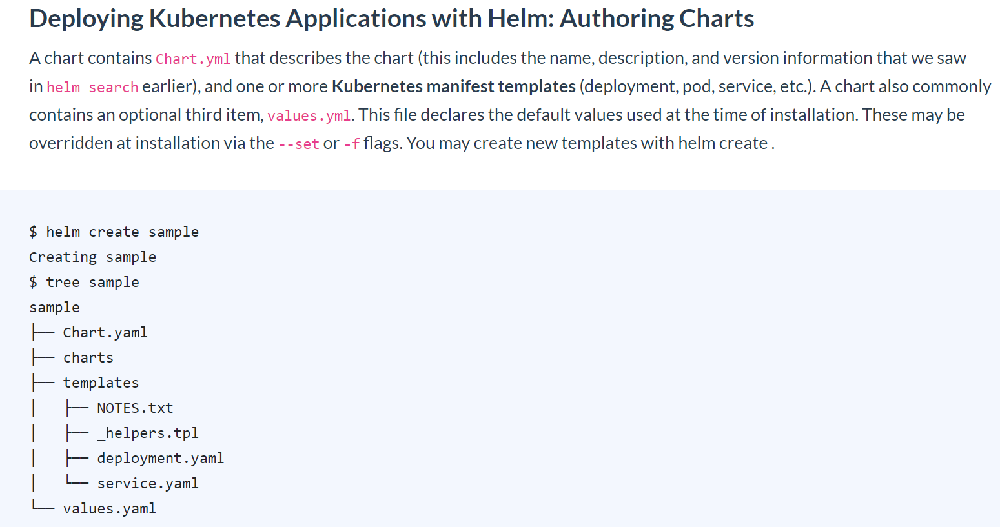 Deploying Kubernetes Applications with Helm: Authoring Charts
A chart contains Chart.yml that describes the chart (this includes the name, description, and version information that we saw
in helm search earlier), and one or more Kubernetes manifest templates (deployment, pod, service, etc.). A chart also commonly
contains an optional third item, values.yml. This file declares the default values used at the time of installation. These may be
overridden at installation via the --set or -f flags. You may create new templates with helm create .
$ helm create sample
Creating sample
$ tree sample
sample
├── Chart.yaml
├── charts
├── templates
│   ├── NOTES.txt
│   ├── _helpers.tpl
│   ├── deployment.yaml
│   └── service.yaml
└── values.yaml